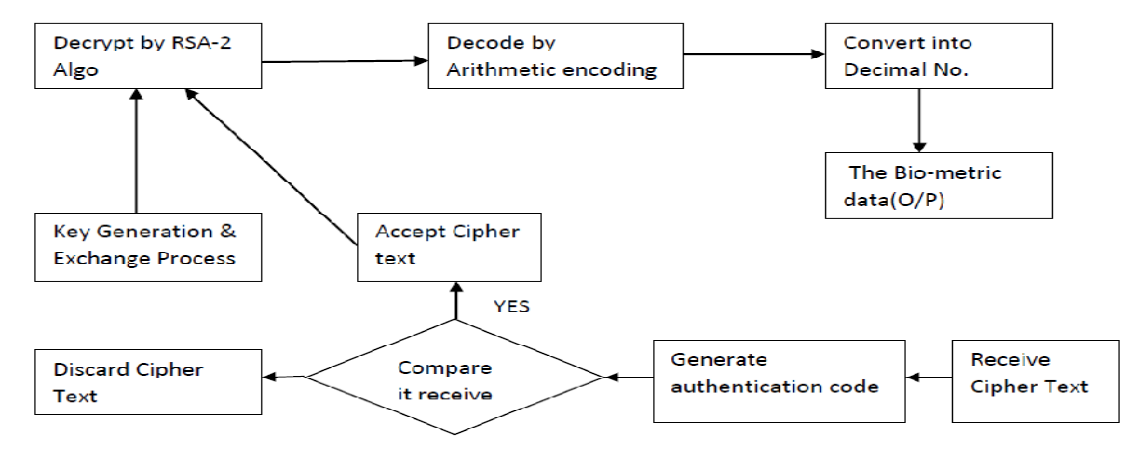 Decrypt by RSA-2
Algo
Decode by
Arithmetic encoding
Convert into
Decimal No.
The Bio-metric
data(O/P)
Key Generation &
Exchange Process
Accept Cipher
text
YES
Discard Cipher
Text
Compare
it receive
Generate
authentication code
Receive
Cipher Text